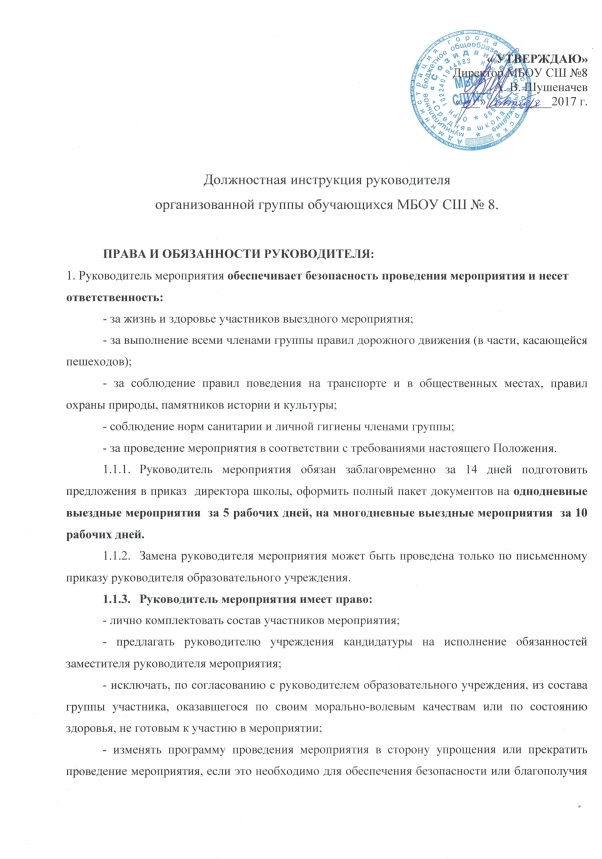 «УТВЕРЖДАЮ»
Директор МБОУ СШ №8
А.В. Шушеначев
2017 г.
МБОУ
Должностная инструкция руководителя
организованной группы обучающихся МБОУ СШ № 8.
ПРАВА И ОБЯЗАННОСТИ РУКОВОДИТЕЛЯ:
1. Руководитель мероприятия обеспечивает безопасность проведения мероприятия и несет
ответственность:
- за жизнь и здоровье участников выездного мероприятия;
- за выполнение всеми членами группы правил дорожного движения (в части, касающейся
пешеходов);
- за соблюдение правил поведения на транспорте и в общественных местах, правил
охраны природы, памятников истории и культуры;
- соблюдение норм санитарии и личной гигиены членами группы;
- за проведение мероприятия в соответствии с требованиями настоящего Положения.
1.1.1. Руководитель мероприятия обязан заблаговременно за 14 дней подготовить
предложения в приказ директора школы, оформить полный пакет документов на однодневные
выездные мероприятия за 5 рабочих дней, на многодневные выездные мероприятия за 10
рабочих дней.
1.1.2. Замена руководителя мероприятия может быть проведена только по письменному
приказу руководителя образовательного учреждения.
1.1.3. Руководитель мероприятия имеет право:
- лично комплектовать состав участников мероприятия;
- предлагать руководителю учреждения кандидатуры на исполнение обязанностей
заместителя руководителя мероприятия;
- исключать, по согласованию с руководителем образовательного учреждения, из состава
группы участника, оказавшегося по своим морально-волевым качествам или по состоянию
здоровья, не готовым к участию в мероприятии;
- изменять программу проведения мероприятия в сторону упрощения или прекратить
проведение мероприятия, если это необходимо для обеспечения безопасности или благополучия